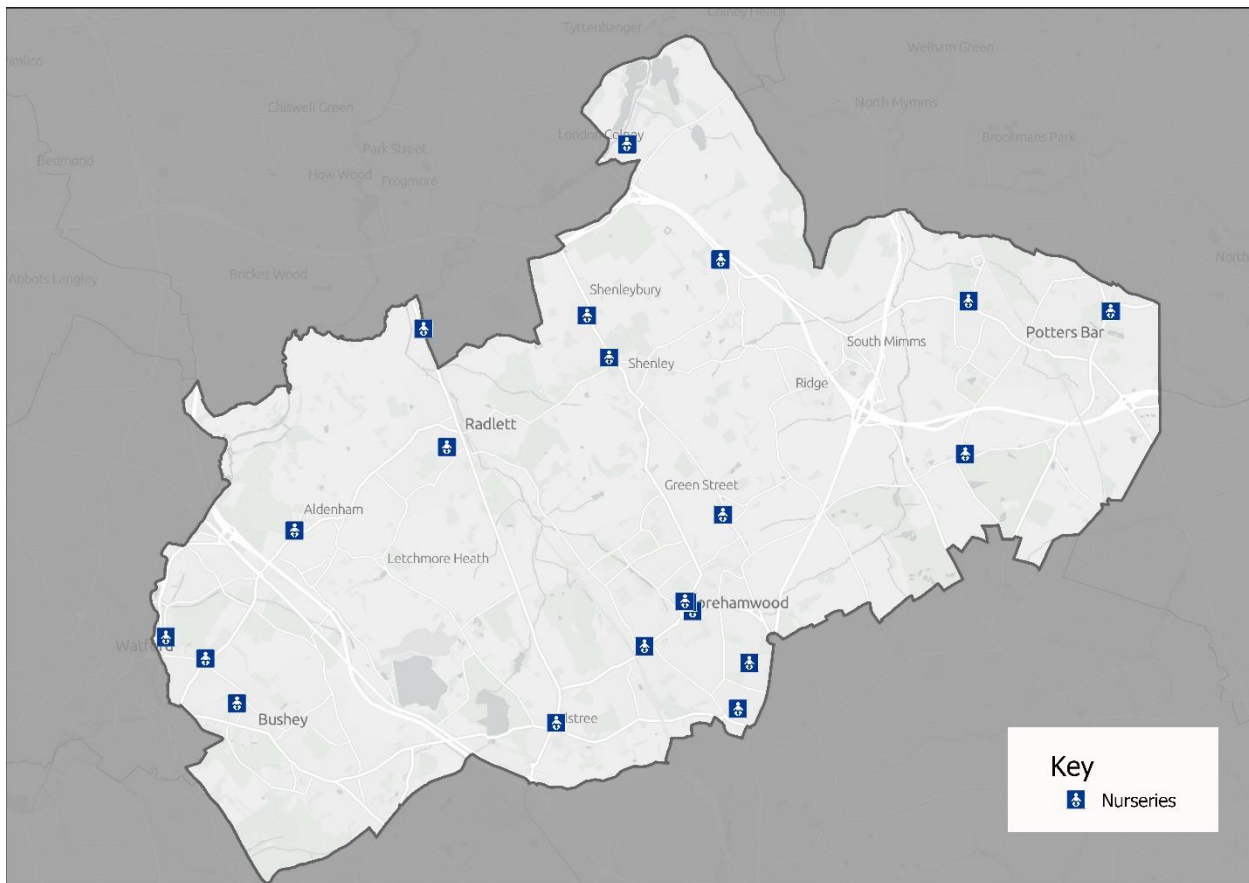 Colney Heath
Tyttenhanger
Welham Green
Chiswell Green
North Mymms
London Colney
Brookmans Park
Park Street
Bedmond
How Wood
Frogmore
Abbots Langley
Bricket Wood
North
Shenleybury
Potters Bar
South Mimms
Shenley
Ridge
Radlett
Green Street
Aldenham
Letchmore Heath
orehamwood
Watford
Bushey
lstree
Key
Nurseries